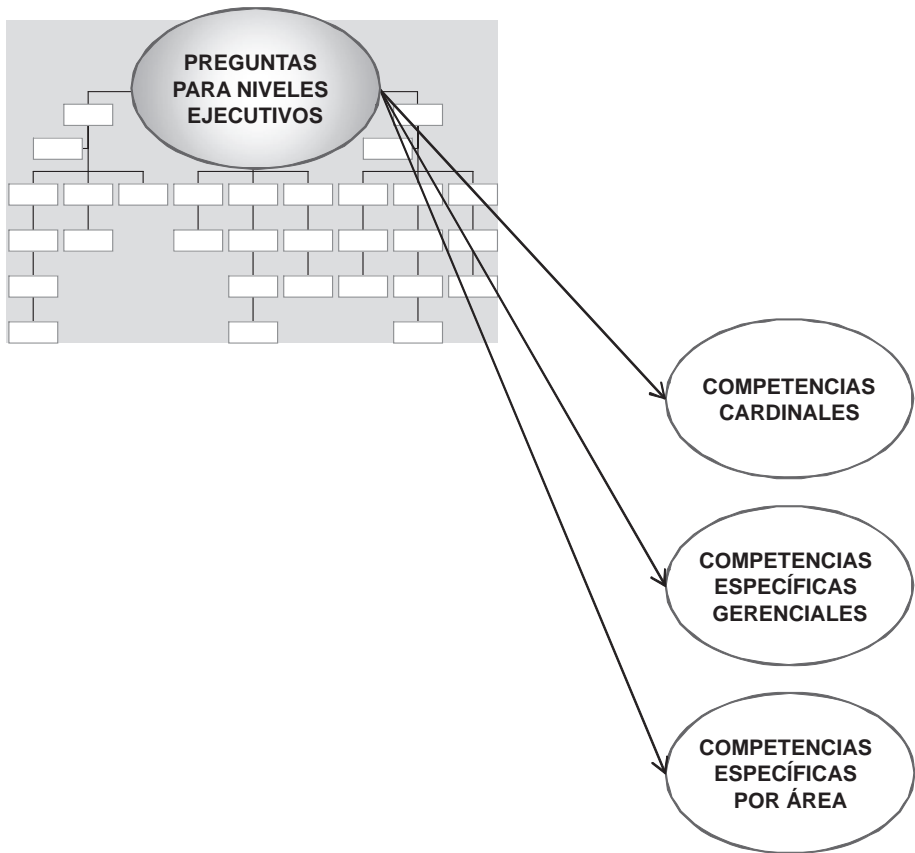 PREGUNTAS
PARA NIVELES
EJECUTIVOS
COMPETENCIAS
CARDINALES
COMPETENCIAS
ESPECÍFICAS
GERENCIALES
COMPETENCIAS
ESPECÍFICAS
POR ÁREA